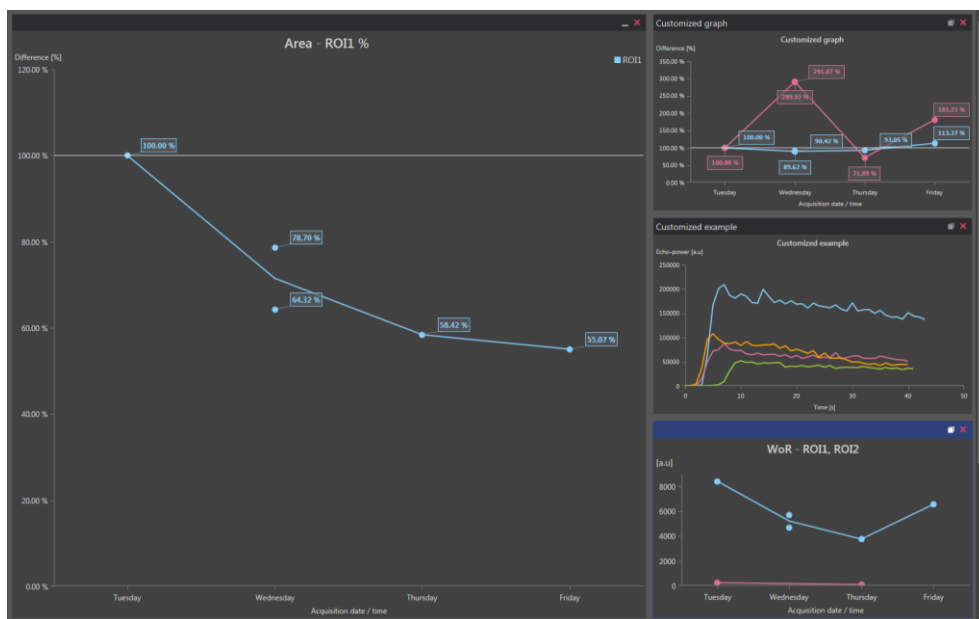 Area - ROI1 %
Difference [%]
ROI1
120.00 %
100.00 %
80.00 %
60.00 %
40.00 %
20.00 %
0.00 %
100.00 %
78.70 %
64.32 %
58.42 %
55.07 %
Tuesday
Wednesday
Thursday
Friday
Acquisition date / time
Customized graph
Customized graph
Difference [%]
350.00 %
300.00 %
250.00 %
200.00 %
150.00 %
100.00 %
50.00 %
0.00 %
291.07 %
289.92 %
181.22 %
100.00 %
90.42 %
93.05 %
113.37 %
100.00 %
89.62 %
71.89 %
Tuesday
Wednesday
Thursday
Friday
Acquisition date / time
Customized example
Customized example
Echo-power [a.u]
250000
200000
150000
100000
50000
0
0
10
20
30
40
50
Time [s]
WoR - ROI1, ROI2
[a.u]
8000
6000
4000
2000
0
Tuesday
Wednesday
Thursday
Friday
Acquisition date / time